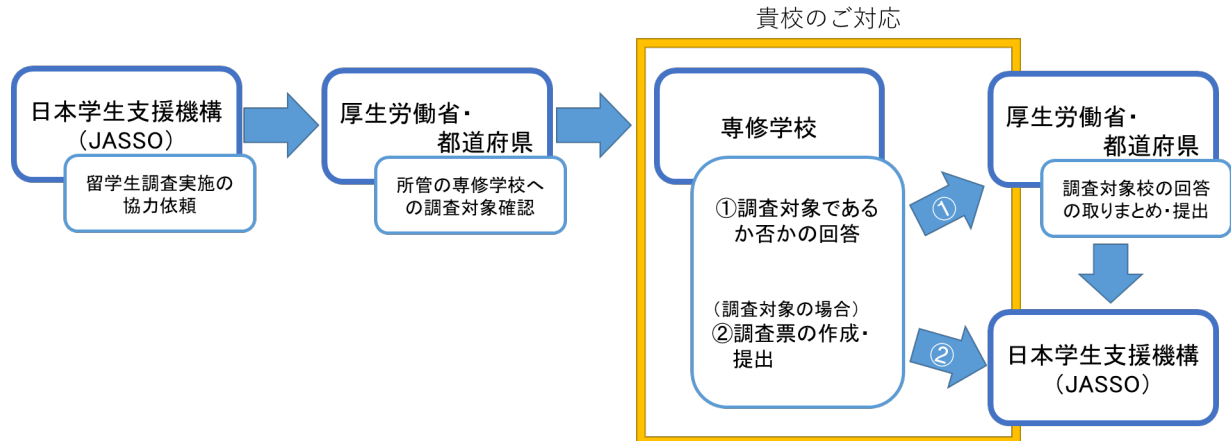 貴校のご対応
日本学生支援機構
(JASSO)
留学生調査実施の
協力依頼
厚生労働省・
都道府県
所管の専修学校へ
の調査対象確認
専修学校
①調査対象である
か否かの回答
(調査対象の場合)
②調査票の作成・
提出
①
②
厚生労働省・
都道府県
調査対象校の回答
の取りまとめ・提出
日本学生支援機構
(JASSO)